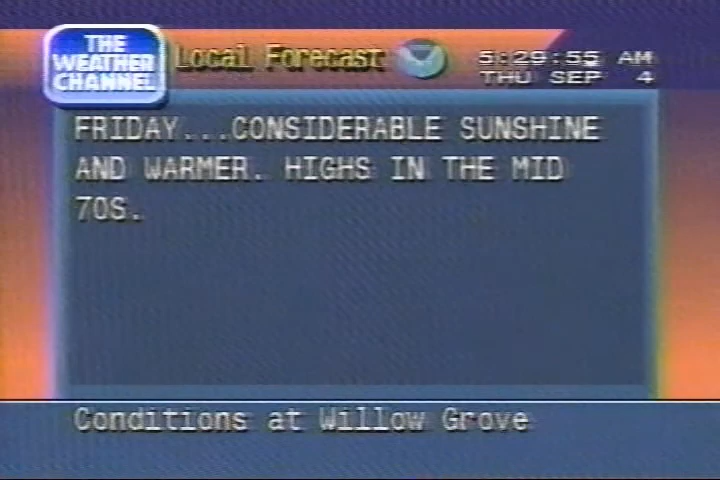 THE
WEATHER
CHANNEL
Local Forecast
5:29:55 AM
THU SEP 4
FRIDAY...CONSIDERABLE SUNSHINE
AND WARMER. HIGHS IN THE MID
70S.
Conditions at Willow Grove